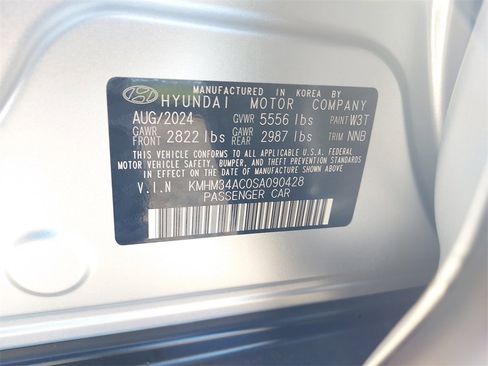 MANUFACTURED IN KOREA BY
HYUNDAI MOTOR COMPANY
AUG/2024 GVWR 5556 lbs PAINT W3T
GAWR FRONT 2822 lbs GAWR REAR 2987 lbs TRIM NNB
THIS VEHICLE CONFORMS TO ALL APPLICABLE U.S.A. FEDERAL
MOTOR VEHICLE SAFETY, BUMPER, AND THEFT PREVENTION
STANDARDS IN EFFECT ON THE DATE OF MANUFACTURE SHOWN ABOVE
V.I.N KMHM34AC0SA090428
PASSENGER CAR